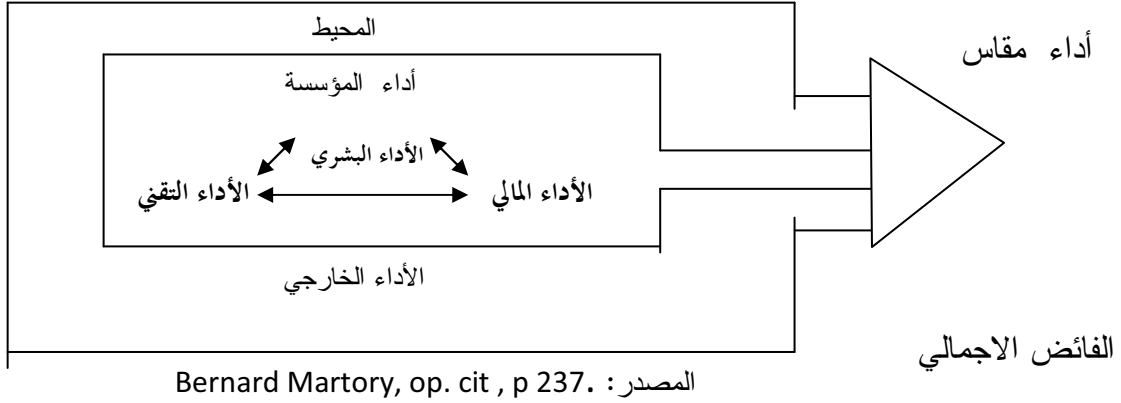 المحيط
أداء مقاس
أداء المؤسسة
الأداء البشري
الأداء المالي
الأداء التقني
الأداء الخارجي
الفائض الاجمالي
المصدر: Bernard Martory, op. cit , p 237.